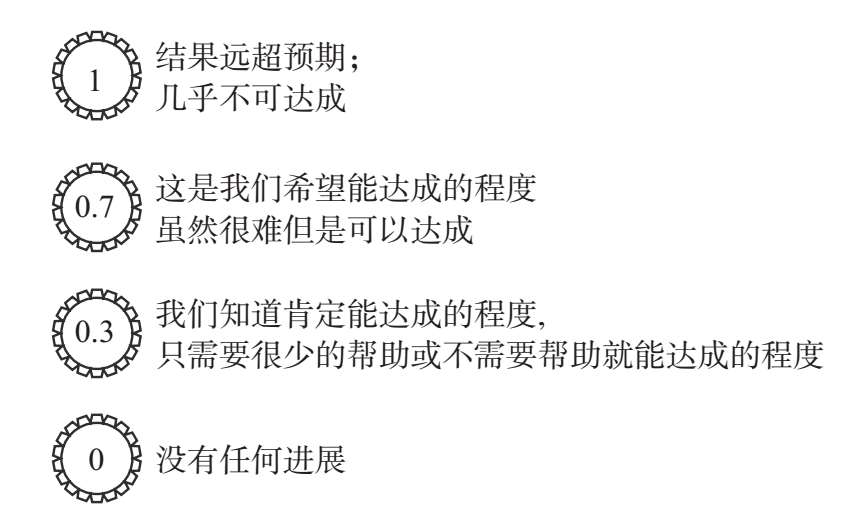 1
结果远超预期；
几乎不可达成
0.7
这是我们希望能达成的程度
虽然很难但是可以达成
0.3
我们知道肯定能达成的程度,
只需要很少的帮助或不需要帮助就能达成的程度
0
没有任何进展